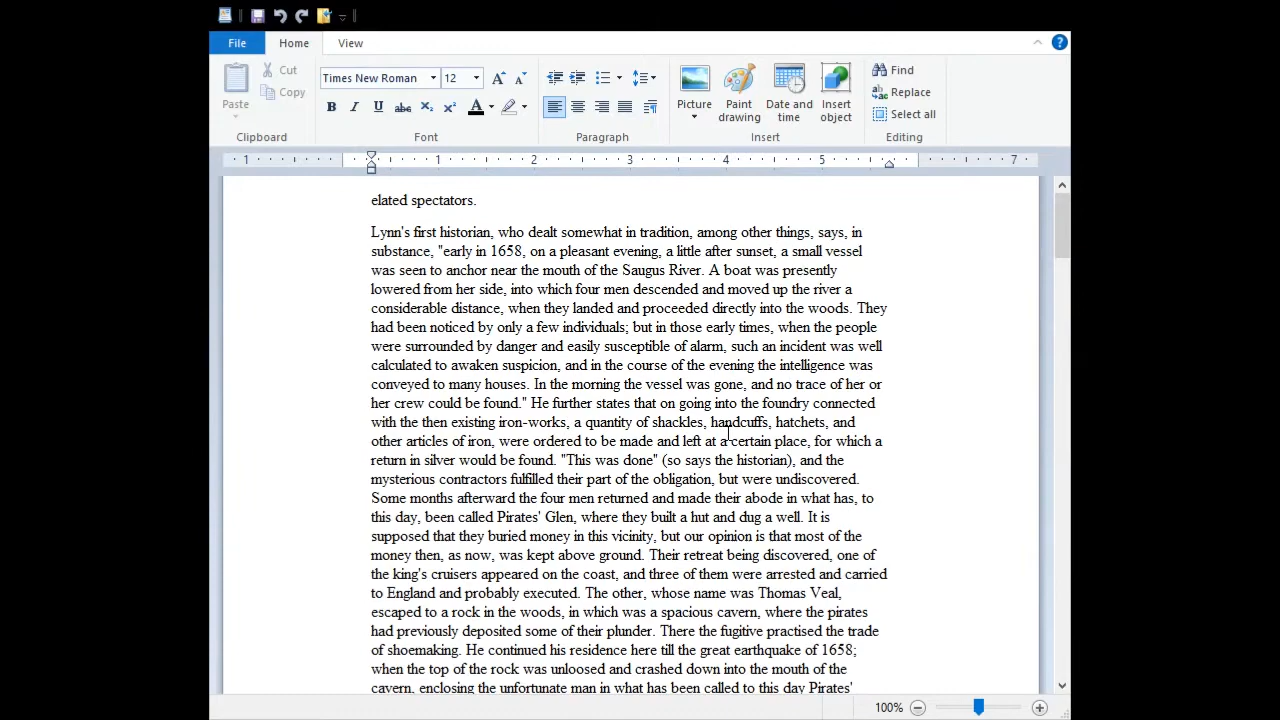 File Home View
Paste
Cut
Copy
Clipboard
Times New Roman 12
B I U abc X₂ X² A
Font
Paragraph
Picture
Paint drawing
Date and time
Insert object
Insert
Find
Replace
Select all
Editing
1 1 2 3 4 5 7
elated spectators.
Lynn's first historian, who dealt somewhat in tradition, among other things, says, in
substance, "early in 1658, on a pleasant evening, a little after sunset, a small vessel
was seen to anchor near the mouth of the Saugus River. A boat was presently
lowered from her side, into which four men descended and moved up the river a
considerable distance, when they landed and proceeded directly into the woods. They
had been noticed by only a few individuals; but in those early times, when the people
were surrounded by danger and easily susceptible of alarm, such an incident was well
calculated to awaken suspicion, and in the course of the evening the intelligence was
conveyed to many houses. In the morning the vessel was gone, and no trace of her or
her crew could be found." He further states that on going into the foundry connected
with the then existing iron-works, a quantity of shackles, handcuffs, hatchets, and
other articles of iron, were ordered to be made and left at a certain place, for which a
return in silver would be found. "This was done" (so says the historian), and the
mysterious contractors fulfilled their part of the obligation, but were undiscovered.
Some months afterward the four men returned and made their abode in what has, to
this day, been called Pirates' Glen, where they built a hut and dug a well. It is
supposed that they buried money in this vicinity, but our opinion is that most of the
money then, as now, was kept above ground. Their retreat being discovered, one of
the king's cruisers appeared on the coast, and three of them were arrested and carried
to England and probably executed. The other, whose name was Thomas Veal,
escaped to a rock in the woods, in which was a spacious cavern, where the pirates
had previously deposited some of their plunder. There the fugitive practised the trade
of shoemaking. He continued his residence here till the great earthquake of 1658;
when the top of the rock was unloosed and crashed down into the mouth of the
cavern, enclosing the unfortunate man in what has been called to this day Pirates'
100%